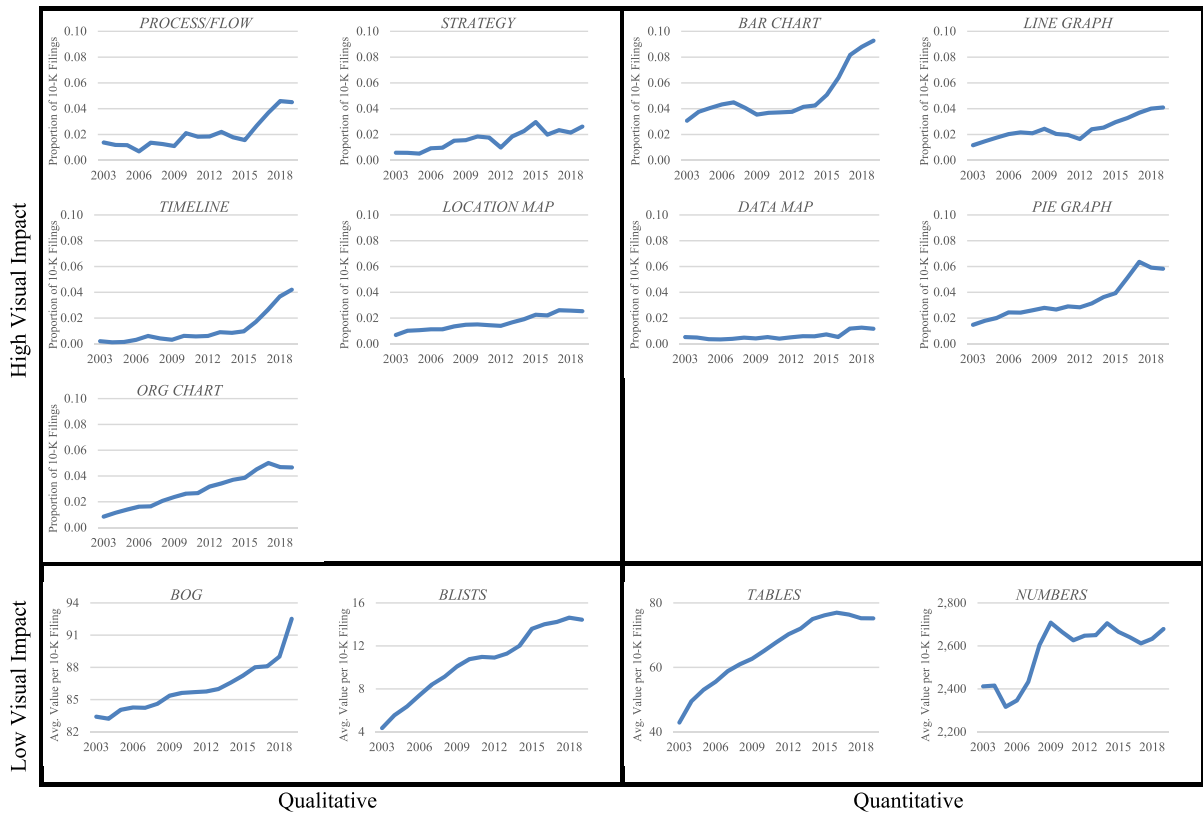 High Visual Impact
PROCESS/FLOW
Proportion of 10-K Filings
0.10
0.08
0.06
0.04
0.02
0.00
2003 2006 2009 2012 2015 2018
STRATEGY
Proportion of 10-K Filings
0.10
0.08
0.06
0.04
0.02
0.00
2003 2006 2009 2012 2015 2018
BAR CHART
Proportion of 10-K Filings
0.10
0.08
0.06
0.04
0.02
0.00
2003 2006 2009 2012 2015 2018
LINE GRAPH
Proportion of 10-K Filings
0.10
0.08
0.06
0.04
0.02
0.00
2003 2006 2009 2012 2015 2018
TIMELINE
Proportion of 10-K Filings
0.10
0.08
0.06
0.04
0.02
0.00
2003 2006 2009 2012 2015 2018
LOCATION MAP
Proportion of 10-K Filings
0.10
0.08
0.06
0.04
0.02
0.00
2003 2006 2009 2012 2015 2018
DATA MAP
Proportion of 10-K Filings
0.10
0.08
0.06
0.04
0.02
0.00
2003 2006 2009 2012 2015 2018
PIE GRAPH
Proportion of 10-K Filings
0.10
0.08
0.06
0.04
0.02
0.00
2003 2006 2009 2012 2015 2018
ORG CHART
Proportion of 10-K Filings
0.10
0.08
0.06
0.04
0.02
0.00
2003 2006 2009 2012 2015 2018
Low Visual Impact
BOG
Avg. Value per 10-K Filing
94
91
88
85
82
2003 2006 2009 2012 2015 2018
BLISTS
Avg. Value per 10-K Filing
16
12
8
4
2003 2006 2009 2012 2015 2018
TABLES
Avg. Value per 10-K Filing
80
60
40
2003 2006 2009 2012 2015 2018
NUMBERS
Avg. Value per 10-K Filing
2,800
2,600
2,400
2,200
2003 2006 2009 2012 2015 2018
Qualitative
Quantitative